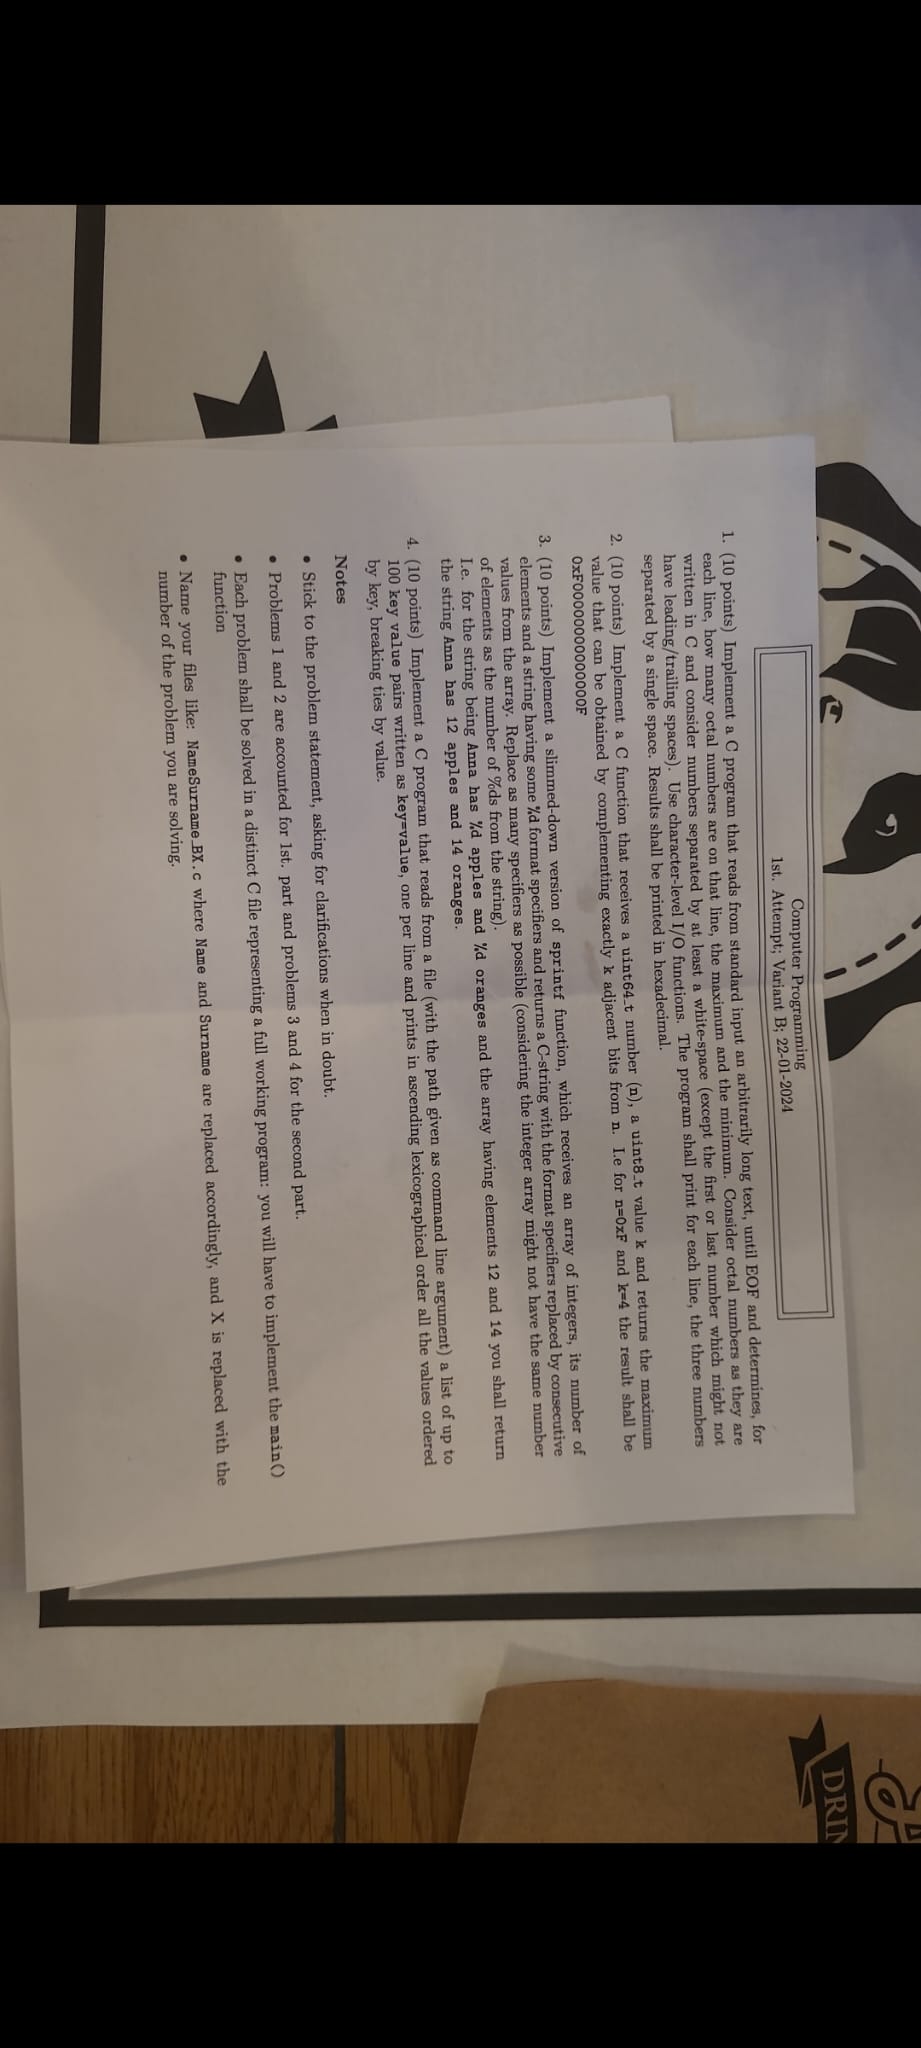 Computer Programming
1st. Attempt; Variant B; 22-01-2024
1. (10 points) Implement a C program that reads from standard input an arbitrarily long text, until EOF and determines, for
each line, how many octal numbers are on that line, the maximum and the minimum. Consider octal numbers as they are
written in C and consider numbers separated by at least a white-space (except the first or last number which might not
have leading/trailing spaces). Use character-level I/O functions. The program shall print for each line, the three numbers
separated by a single space. Results shall be printed in hexadecimal.
2. (10 points) Implement a C function that receives a uint64_t number (n), a uint8_t value k and returns the maximum
value that can be obtained by complementing exactly k adjacent bits from n. I.e for n=0xF and k=4 the result shall be
0xF00000000000000F
3. (10 points) Implement a slimmed-down version of sprintf function, which receives an array of integers, its number of
elements and a string having some %d format specifiers and returns a C-string with the format specifiers replaced by consecutive
values from the array. Replace as many specifiers as possible (considering the integer array might not have the same number
of elements as the number of %ds from the string).
I.e. for the string being Anna has %d apples and %d oranges and the array having elements 12 and 14 you shall return
the string Anna has 12 apples and 14 oranges.
4. (10 points) Implement a C program that reads from a file (with the path given as command line argument) a list of up to
100 key value pairs written as key=value, one per line and prints in ascending lexicographical order all the values ordered
by key, breaking ties by value.
Notes
• Stick to the problem statement, asking for clarifications when in doubt.
• Problems 1 and 2 are accounted for 1st. part and problems 3 and 4 for the second part.
• Each problem shall be solved in a distinct C file representing a full working program: you will have to implement the main()
function
• Name your files like: NameSurname_BX.c where Name and Surname are replaced accordingly, and X is replaced with the
number of the problem you are solving.